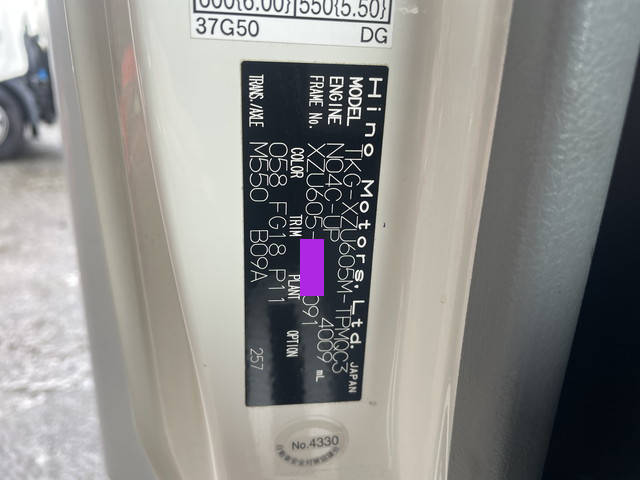 600{6.00} 550{5.50}
37G50 DG
Hino Motors, Ltd. JAPAN
MODEL TKG-XZU605M-TPMQC3
ENGINE N04C-UP 4009 mL
FRAME No. XZU605- 091
COLOR TRIM PLANT OPTION
058 FG18 P11
TRANS./AXLE M550 B09A 257
No.4330